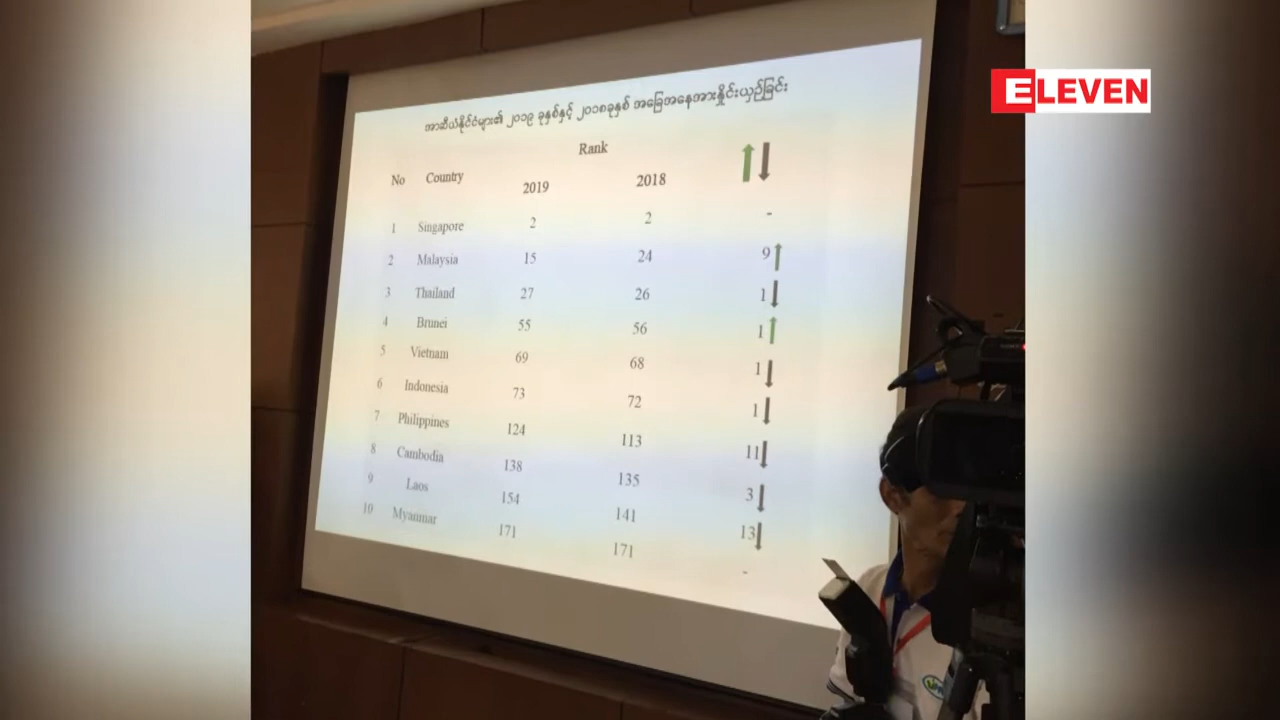 ELEVEN
အာဆီယံနိုင်ငံများ၏ ၂၀၁၉ ခုနှစ်နှင့် ၂၀၁၈ခုနှစ် အခြေအနေအားနှိုင်းယှဉ်ခြင်း
Rank
No Country 2019 2018
1 Singapore 2 2 -
2 Malaysia 15 24 9
3 Thailand 27 26 1
4 Brunei 55 56 1
5 Vietnam 69 68 1
6 Indonesia 73 72 1
7 Philippines 124 113 11
8 Cambodia 138 135 3
9 Laos 154 141 13
10 Myanmar 171 171 -